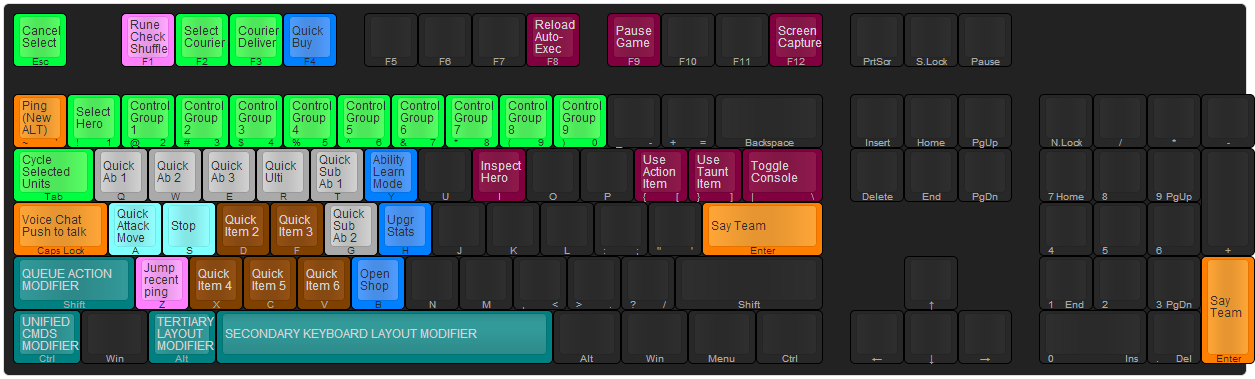 Cancel
Select
Esc
Rune
Check
Shuffle
F1
Select
Courier
F2
Courier
Deliver
F3
Quick
Buy
F4
F5
F6
F7
Reload
Auto-
Exec
F8
Pause
Game
F9
F10
F11
Screen
Capture
F12
PrtScr
S.Lock
Pause
Ping
(New
ALT)
~ `
Select
Hero
! 1
Control
Group
1
@ 2
Control
Group
2
# 3
Control
Group
3
$ 4
Control
Group
4
% 5
Control
Group
5
^ 6
Control
Group
6
& 7
Control
Group
7
* 8
Control
Group
8
( 9
Control
Group
9
) 0
_ -
+ =
Backspace
Insert
Home
PgUp
N.Lock
/
*
-
Cycle
Selected
Units
Tab
Quick
Ab 1
Q
Quick
Ab 2
W
Quick
Ab 3
E
Quick
Ulti
R
Quick
Sub
Ab 1
T
Ability
Learn
Mode
Y
U
Inspect
Hero
I
O
P
Use
Action
Item
{ [
Use
Taunt
Item
} ]
Toggle
Console
| \
Delete
End
PgDn
7 Home
8
9 PgUp
Voice Chat
Push to talk
Caps Lock
Quick
Attack
Move
A
Stop
S
Quick
Item 2
D
Quick
Item 3
F
Quick
Sub
Ab 2
G
Upgr
Stats
H
J
K
L
: ;
" '
Say Team
Enter
4
5
6
+
QUEUE ACTION
MODIFIER
Shift
Jump
recent
ping
Z
Quick
Item 4
X
Quick
Item 5
C
Quick
Item 6
V
Open
Shop
B
N
M
, <
> .
? /
Shift
↑
1 End
2
3 PgDn
Say
Team
Enter
UNIFIED
CMDS
MODIFIER
Ctrl
Win
TERTIARY
LAYOUT
MODIFIER
Alt
SECONDARY KEYBOARD LAYOUT MODIFIER
Alt
Win
Menu
Ctrl
←
↓
→
0 Ins
. Del